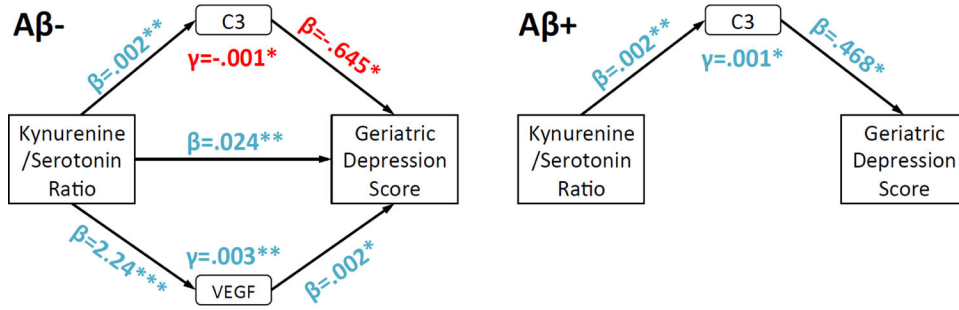 Aβ-
C3
β=.002**
γ=-.001*
β=-.645*
Kynurenine
/Serotonin
Ratio
β=.024**
Geriatric
Depression
Score
β=2.24***
γ=.003**
VEGF
β=.002*
Aβ+
C3
β=.002**
γ=.001*
β=.468*
Kynurenine
/Serotonin
Ratio
Geriatric
Depression
Score